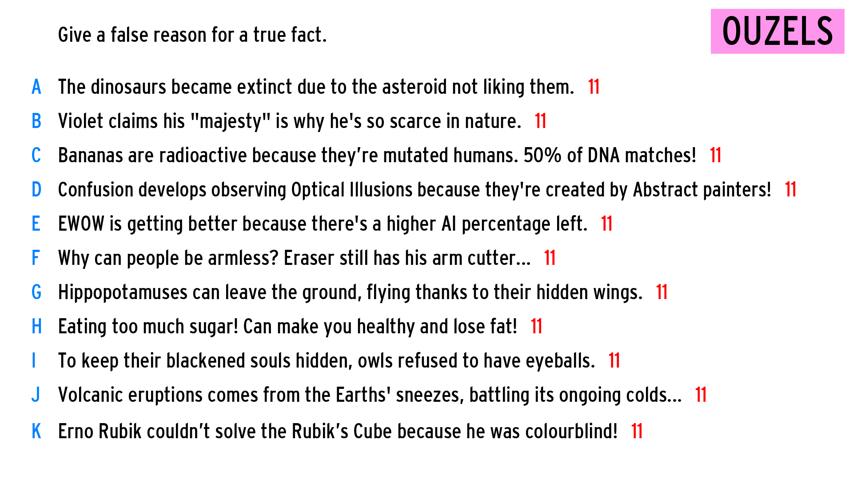 Give a false reason for a true fact.
OUZELS
A The dinosaurs became extinct due to the asteroid not liking them. 11
B Violet claims his "majesty" is why he's so scarce in nature. 11
C Bananas are radioactive because they’re mutated humans. 50% of DNA matches! 11
D Confusion develops observing Optical Illusions because they're created by Abstract painters! 11
E EWOW is getting better because there's a higher AI percentage left. 11
F Why can people be armless? Eraser still has his arm cutter... 11
G Hippopotamuses can leave the ground, flying thanks to their hidden wings. 11
H Eating too much sugar! Can make you healthy and lose fat! 11
I To keep their blackened souls hidden, owls refused to have eyeballs. 11
J Volcanic eruptions comes from the Earths' sneezes, battling its ongoing colds... 11
K Erno Rubik couldn’t solve the Rubik’s Cube because he was colourblind! 11